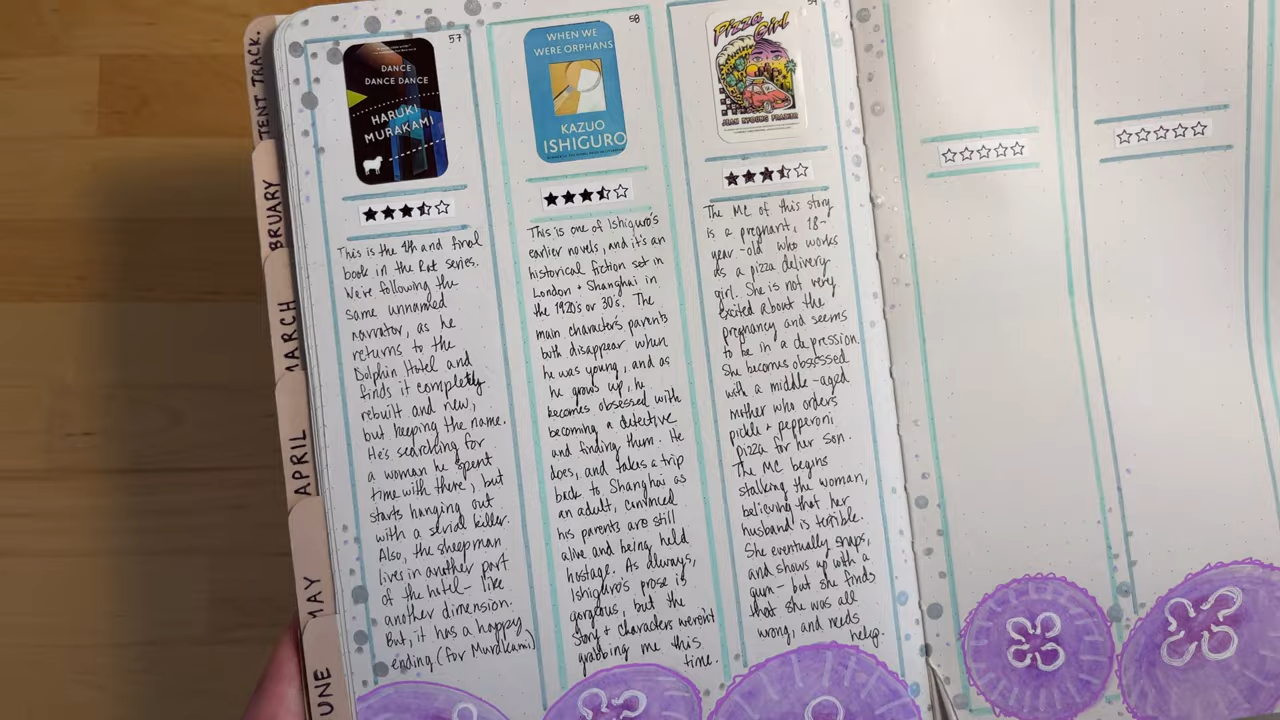 TENT TRACK.
BRUARY
MARCH
APRIL
MAY
JUNE
57
DANCE
DANCE DANCE
HARUKI
MURAKAMI
This is the 4th and final
book in the Rat series.
We're following the
same unnamed
narrator, as he
returns to the
Dolphin Hotel and
finds it completely
rebuilt and new,
but keeping the name.
He's searching for
a woman he spent
time with there, but
starts hanging out
with a serial killer.
Also, the sheepman
lives in another part
of the hotel - like
another dimension.
But, it has a happy
ending (for Murakami)
58
WHEN WE
WERE ORPHANS
KAZUO
ISHIGURO
This is one of Ishiguro's
earlier novels, and it's an
historical fiction set in
London + Shanghai in
the 1920's or 30's. The
main character's parents
both disappear when
he was young, and as
he grows up, he
becomes obsessed with
becoming a detective
and finding them. He
does, and takes a trip
back to Shanghai as
an adult, convinced
his parents are still
alive and being held
hostage. As always,
Ishiguro's prose is
gorgeous, but the
story + characters weren't
grabbing me this
time.
59
Pizza Girl
JEAN KYOUNG FRAZIER
The MC of this story
is a pregnant, 18-
year-old who works
as a pizza delivery
girl. She is not very
excited about the
pregnancy and seems
to be in a depression.
She becomes obsessed
with a middle-aged
mother who orders
pickle + pepperoni
pizza for her son.
The MC begins
stalking the woman,
believing that her
husband is terrible.
She eventually snaps,
and shows up with a
gun - but she finds
that she was all
wrong, and needs
help.